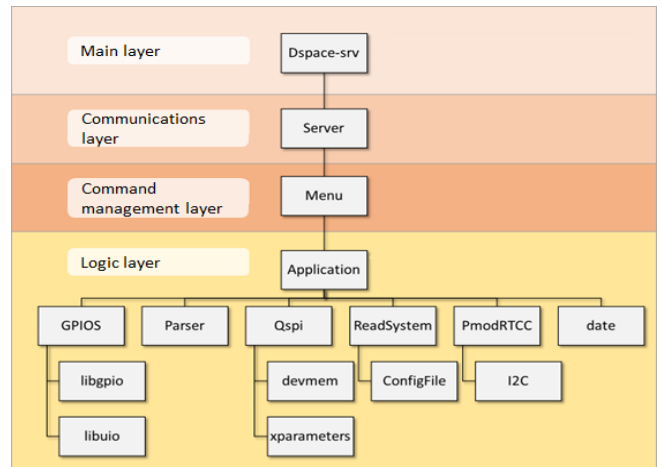 Main layer
Dspace-srv
Communications
layer
Server
Command
management layer
Menu
Logic layer
Application
GPIOS
Parser
Qspi
ReadSystem
PmodRTCC
date
libgpio
devmem
ConfigFile
I2C
libuio
xparameters